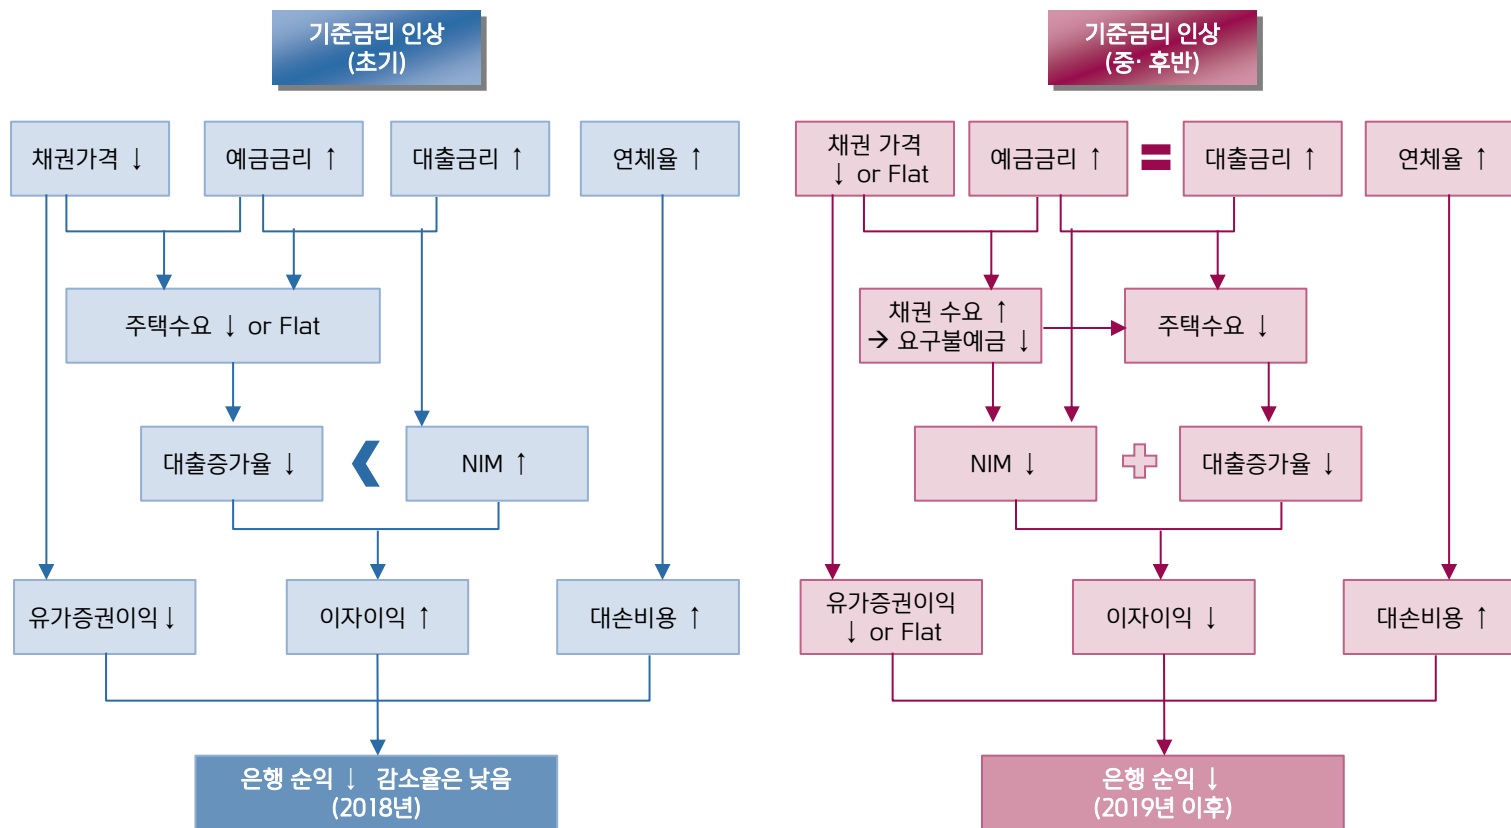 기준금리 인상
(초기)
채권가격 ↓
예금금리 ↑
대출금리 ↑
연체율 ↑
주택수요 ↓ or Flat
대출증가율 ↓
NIM ↑
유가증권이익↓
이자이익 ↑
대손비용 ↑
은행 순익 ↓ 감소율은 낮음
(2018년)
기준금리 인상
(중· 후반)
채권 가격
↓ or Flat
예금금리 ↑
=
대출금리 ↑
연체율 ↑
채권 수요 ↑
→ 요구불예금 ↓
주택수요 ↓
NIM ↓
대출증가율 ↓
유가증권이익
↓ or Flat
이자이익 ↓
대손비용 ↑
은행 순익 ↓
(2019년 이후)